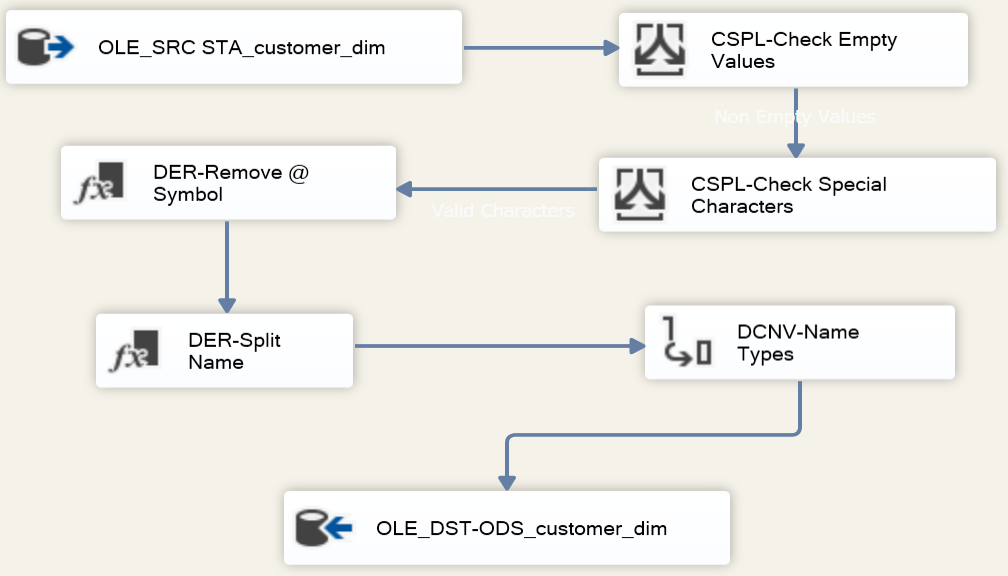 OLE_SRC STA_customer_dim
CSPL-Check Empty
Values
Non Empty Values
CSPL-Check Special
Characters
Valid Characters
DER-Remove @
Symbol
DER-Split
Name
DCNV-Name
Types
OLE_DST-ODS_customer_dim